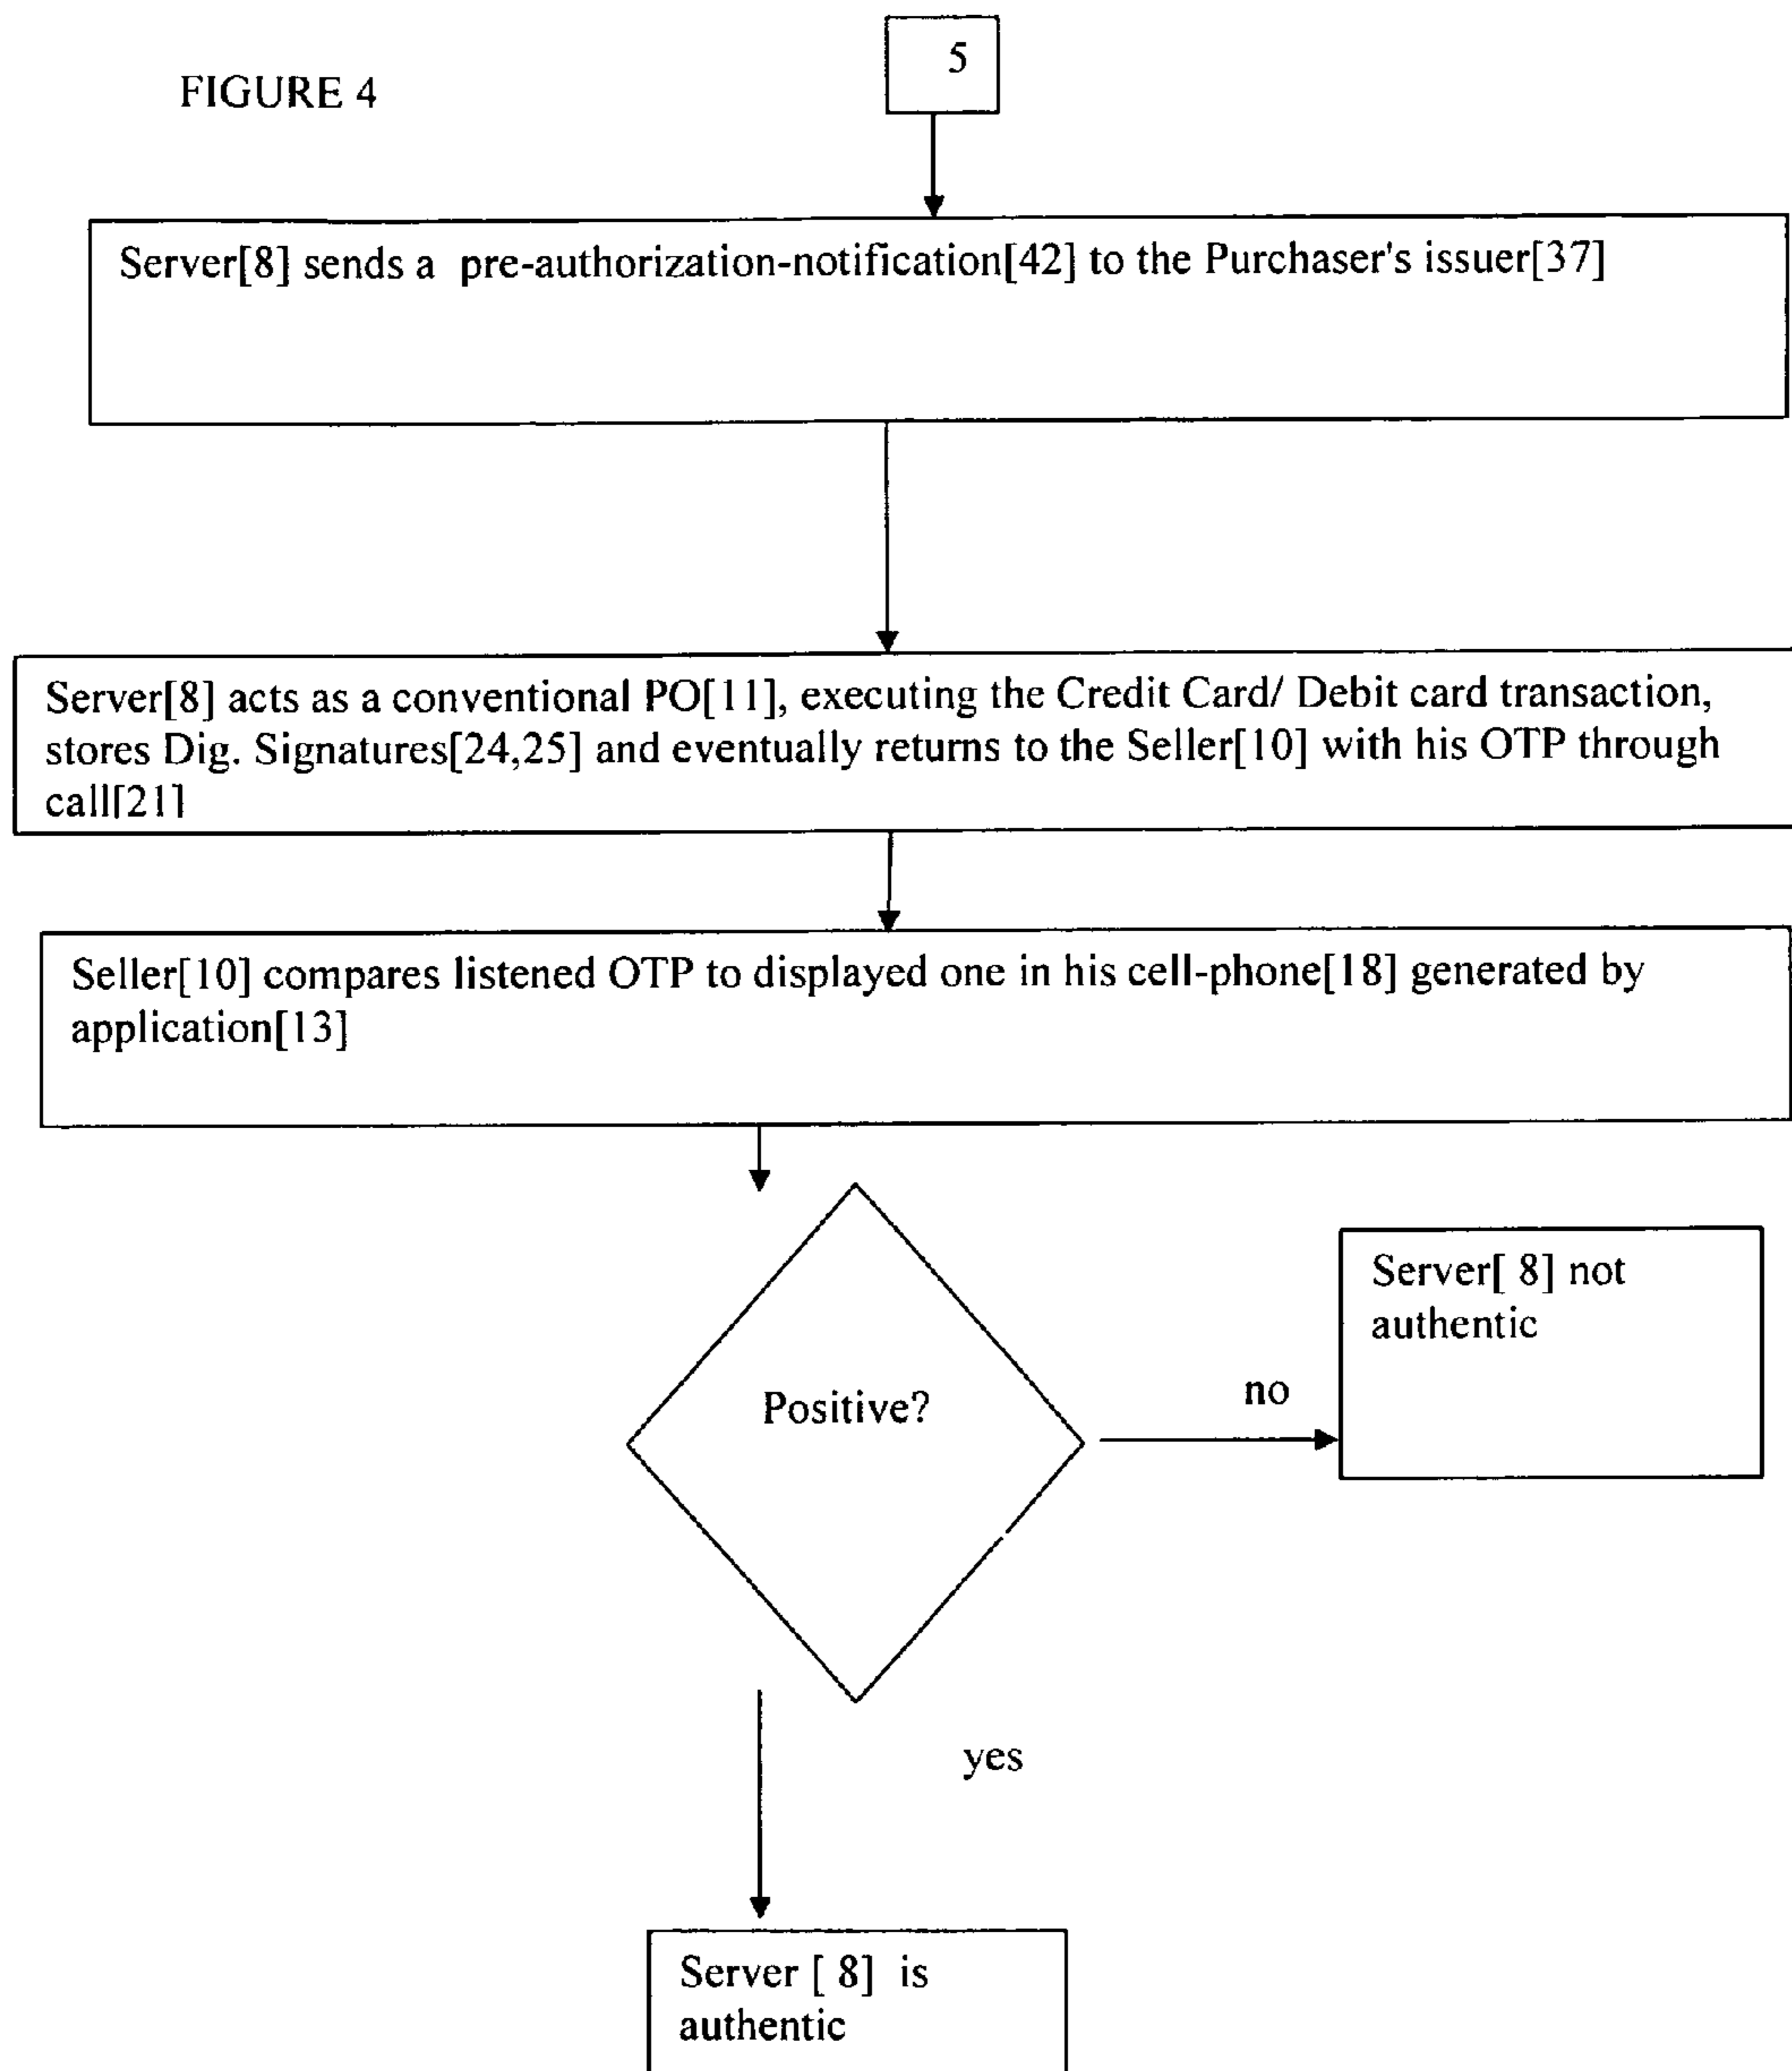 FIGURE 4
5
Server[8] sends a pre-authorization-notification[42] to the Purchaser's issuer[37]
Server[8] acts as a conventional PO[11], executing the Credit Card/ Debit card transaction,
stores Dig. Signatures[24,25] and eventually returns to the Seller[10] with his OTP through
call[21]
Seller[10] compares listened OTP to displayed one in his cell-phone[18] generated by
application[13]
Positive?
no
Server[ 8] not
authentic
yes
Server [ 8] is
authentic